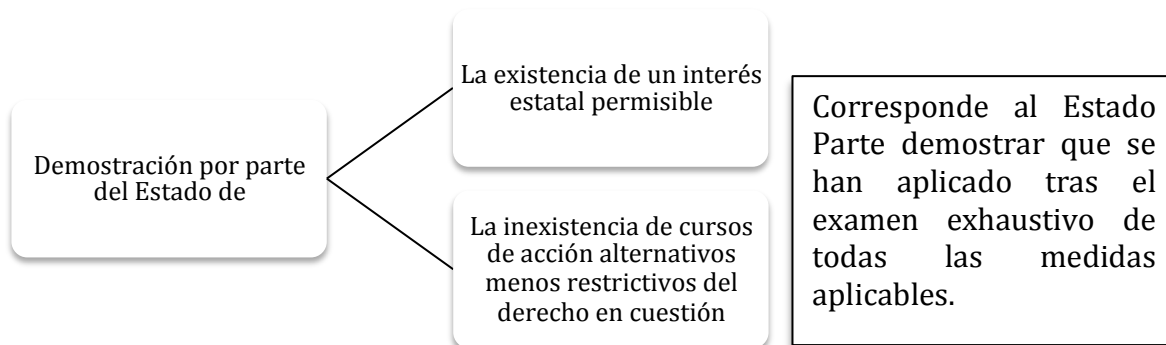 Demostración por parte
del Estado de
La existencia de un interés
estatal permisible
La inexistencia de cursos
de acción alternativos
menos restrictivos del
derecho en cuestión
Corresponde al Estado
Parte demostrar que se
han aplicado tras el
examen exhaustivo de
todas las medidas
aplicables.